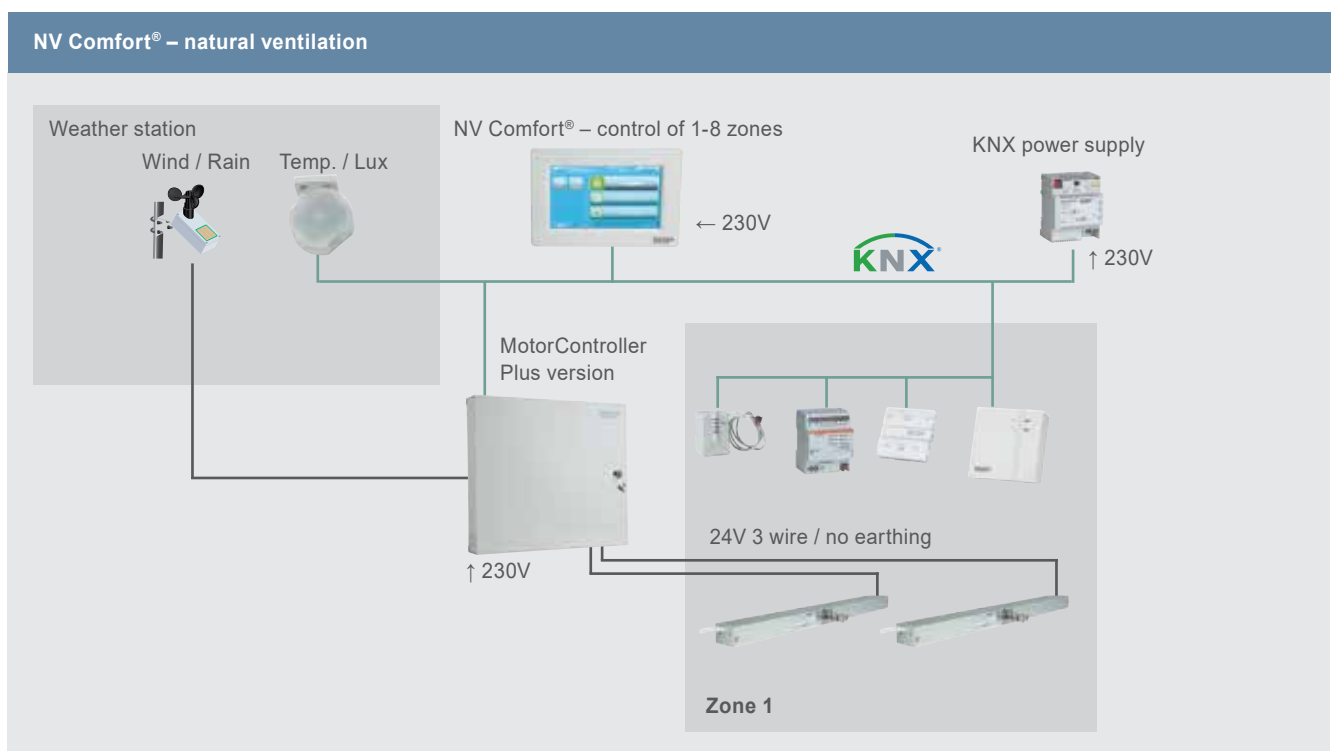 NV Comfort® – natural ventilation
Weather station
Wind / Rain
Temp. / Lux
NV Comfort® – control of 1-8 zones
← 230V
KNX power supply
↑ 230V
KNX®
MotorController
Plus version
↑ 230V
24V 3 wire / no earthing
Zone 1